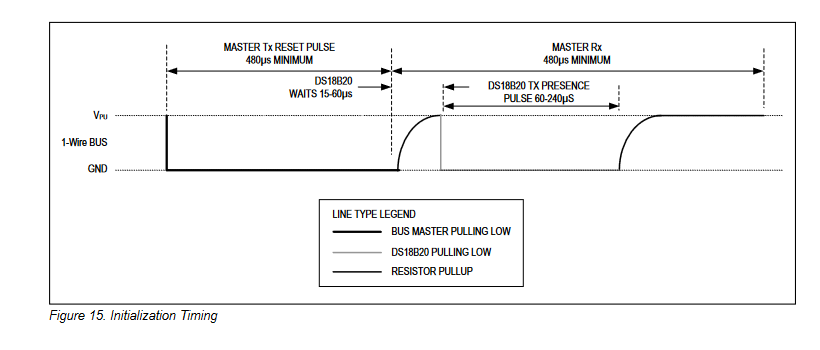 MASTER Tx RESET PULSE
480µs MINIMUM
MASTER Rx
480µs MINIMUM
DS18B20
WAITS 15-60µs
DS18B20 TX PRESENCE
PULSE 60-240µS
VPU
1-Wire BUS
GND
LINE TYPE LEGEND
BUS MASTER PULLING LOW
DS18B20 PULLING LOW
RESISTOR PULLUP
Figure 15. Initialization Timing